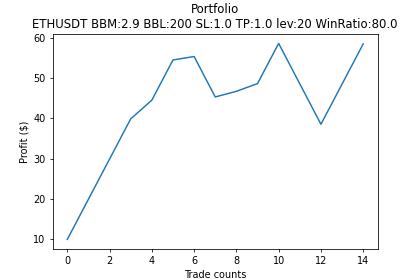 Portfolio
ETHUSDT BBM:2.9 BBL:200 SL:1.0 TP:1.0 lev:20 WinRatio:80.0
60
50
40
30
20
10
Profit ($)
0 2 4 6 8 10 12 14
Trade counts